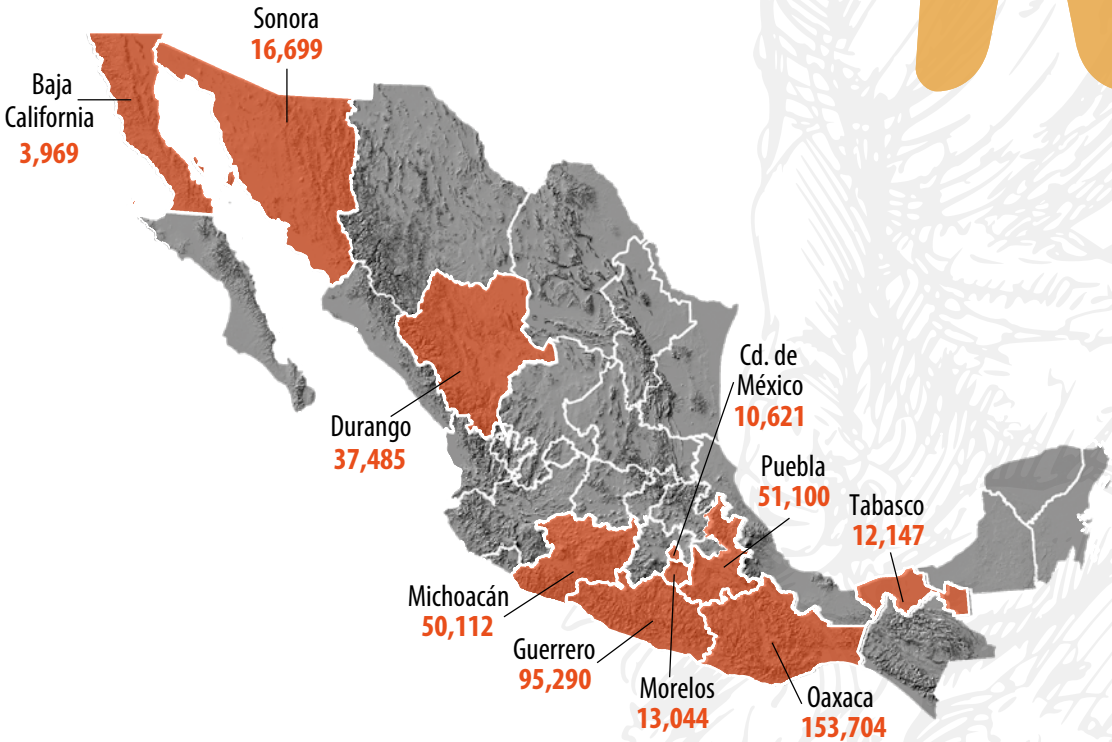 Sonora
16,699
Baja
California
3,969
Durango
37,485
Cd. de
México
10,621
Puebla
51,100
Tabasco
12,147
Michoacán
50,112
Guerrero
95,290
Morelos
13,044
Oaxaca
153,704